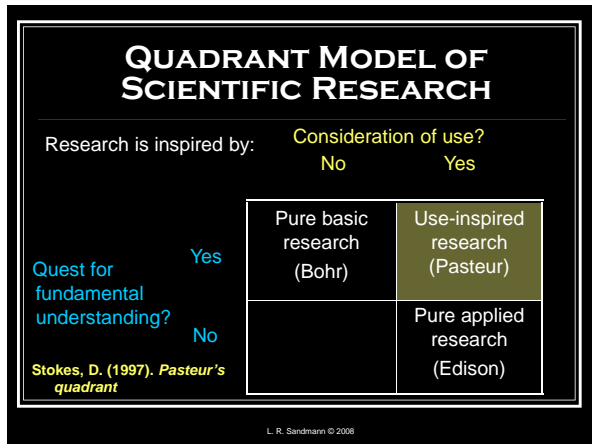 QUADRANT MODEL OF
SCIENTIFIC RESEARCH
Research is inspired by:
Consideration of use?
No Yes
Quest for
fundamental
understanding?
Yes
No
Pure basic
research
(Bohr)
Use-inspired
research
(Pasteur)
Pure applied
research
(Edison)
Stokes, D. (1997). Pasteur's
quadrant
L. R. Sandmann © 2008